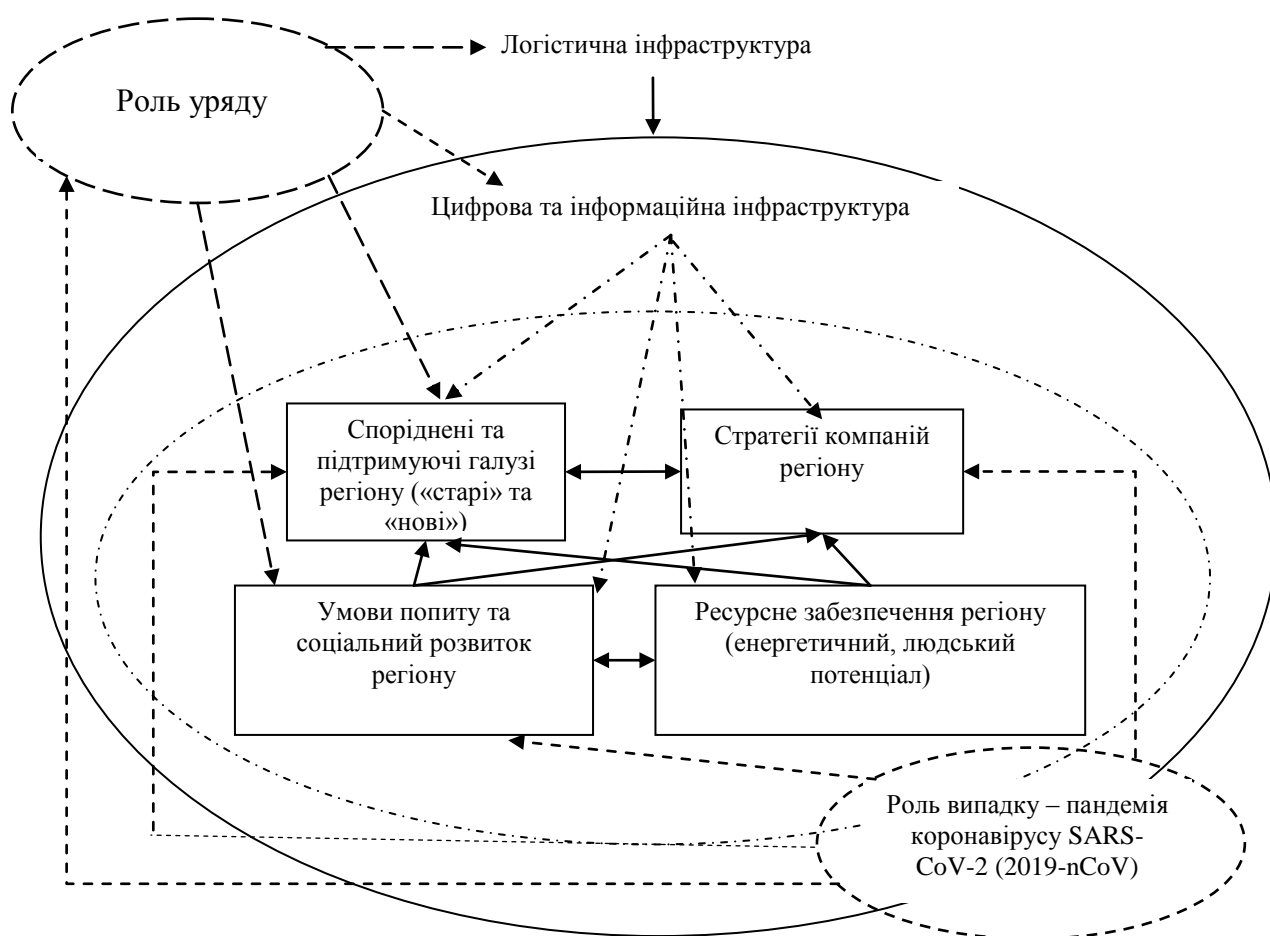 Роль уряду
Логістична інфраструктура
Цифрова та інформаційна інфраструктура
Споріднені та
підтримуючі галузі
регіону («старі» та
«нові»)
Стратегії компаній
регіону
Умови попиту та
соціальний розвиток
регіону
Ресурсне забезпечення регіону
(енергетичний, людський
потенціал)
Роль випадку – пандемія
коронавірусу SARS-
CoV-2 (2019-nCoV)